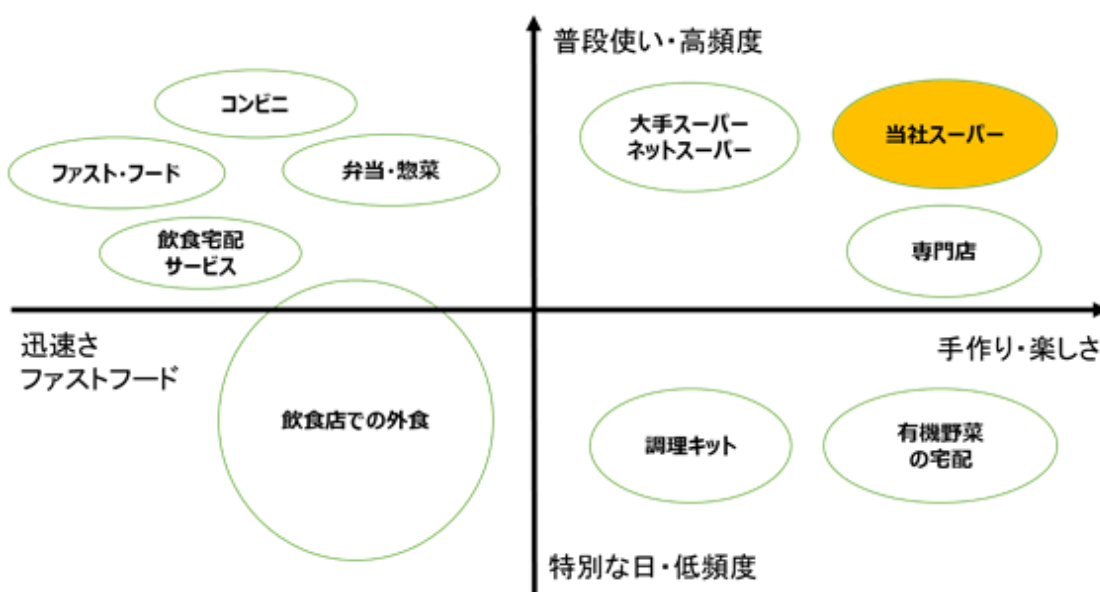 普段使い・高頻度
コンビニ
大手スーパー
ネットスーパー
当社スーパー
ファスト・フード
弁当・惣菜
飲食宅配
サービス
専門店
迅速さ
ファストフード
手作り・楽しさ
飲食店での外食
調理キット
有機野菜
の宅配
特別な日・低頻度